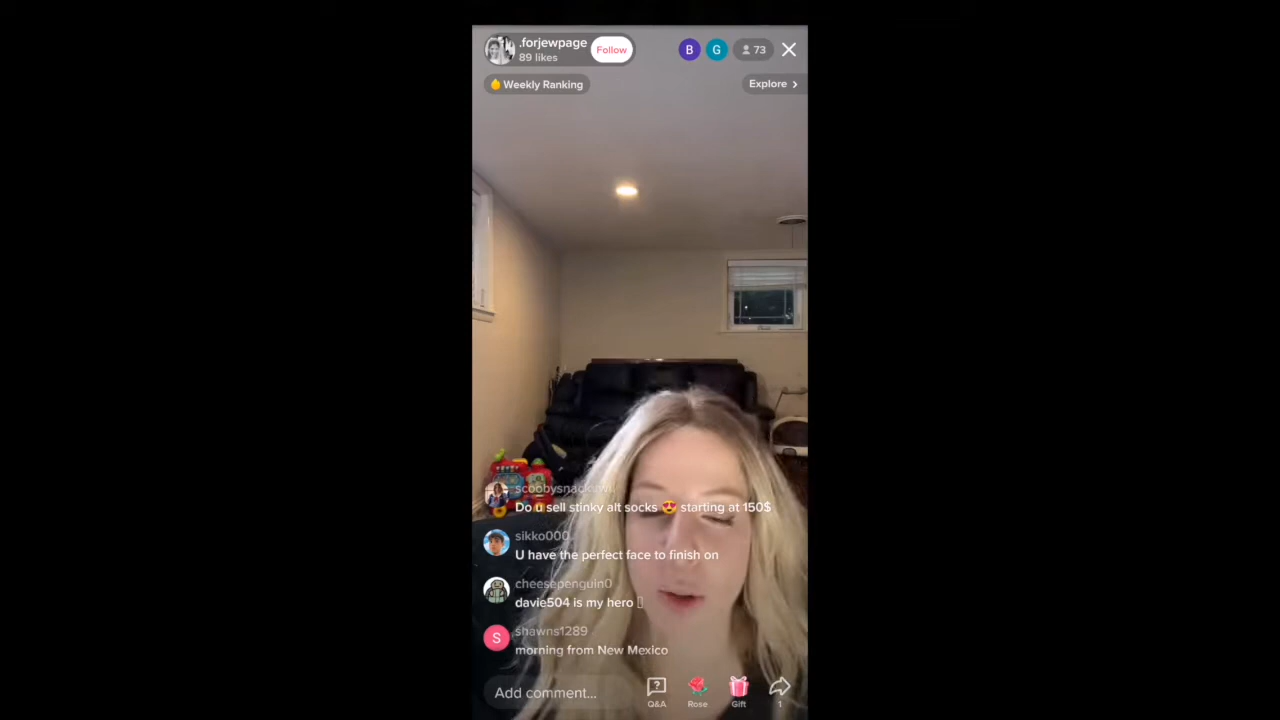 .forjewpage
89 likes
Follow
B
G
73
Weekly Ranking
Explore >
Do u sell stinky alt socks 😍 starting at 150$
sikko000
U have the perfect face to finish on
cheesepenguin0
davie504 is my hero
S
shawns1289
morning from New Mexico
Add comment...
Q&A
Rose
Gift
1